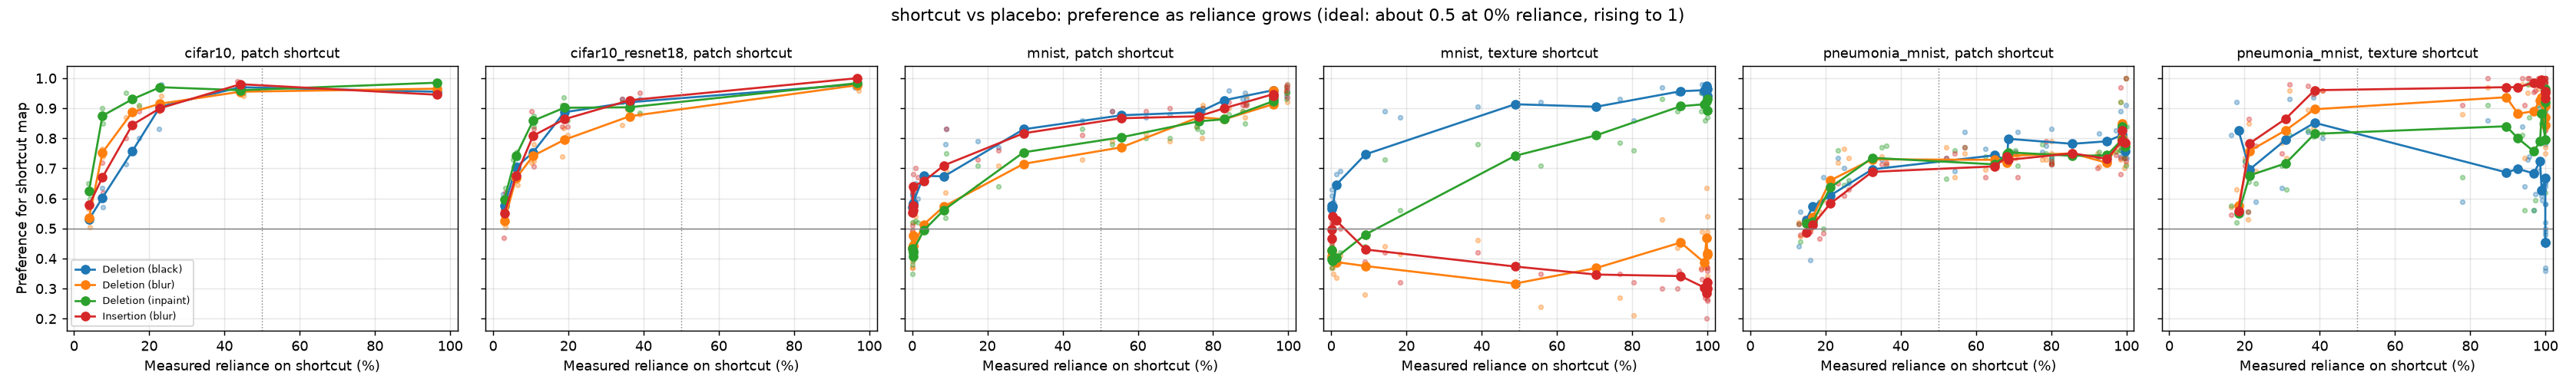 shortcut vs placebo: preference as reliance grows (ideal: about 0.5 at 0% reliance, rising to 1)
cifar10, patch shortcut
cifar10_resnet18, patch shortcut
mnist, patch shortcut
mnist, texture shortcut
pneumonia_mnist, patch shortcut
pneumonia_mnist, texture shortcut
Preference for shortcut map
1.0
0.9
0.8
0.7
0.6
0.5
0.4
0.3
0.2
Deletion (black)
Deletion (blur)
Deletion (inpaint)
Insertion (blur)
0 20 40 60 80 100
0 20 40 60 80 100
0 20 40 60 80 100
0 20 40 60 80 100
0 20 40 60 80 100
0 20 40 60 80 100
Measured reliance on shortcut (%)
Measured reliance on shortcut (%)
Measured reliance on shortcut (%)
Measured reliance on shortcut (%)
Measured reliance on shortcut (%)
Measured reliance on shortcut (%)